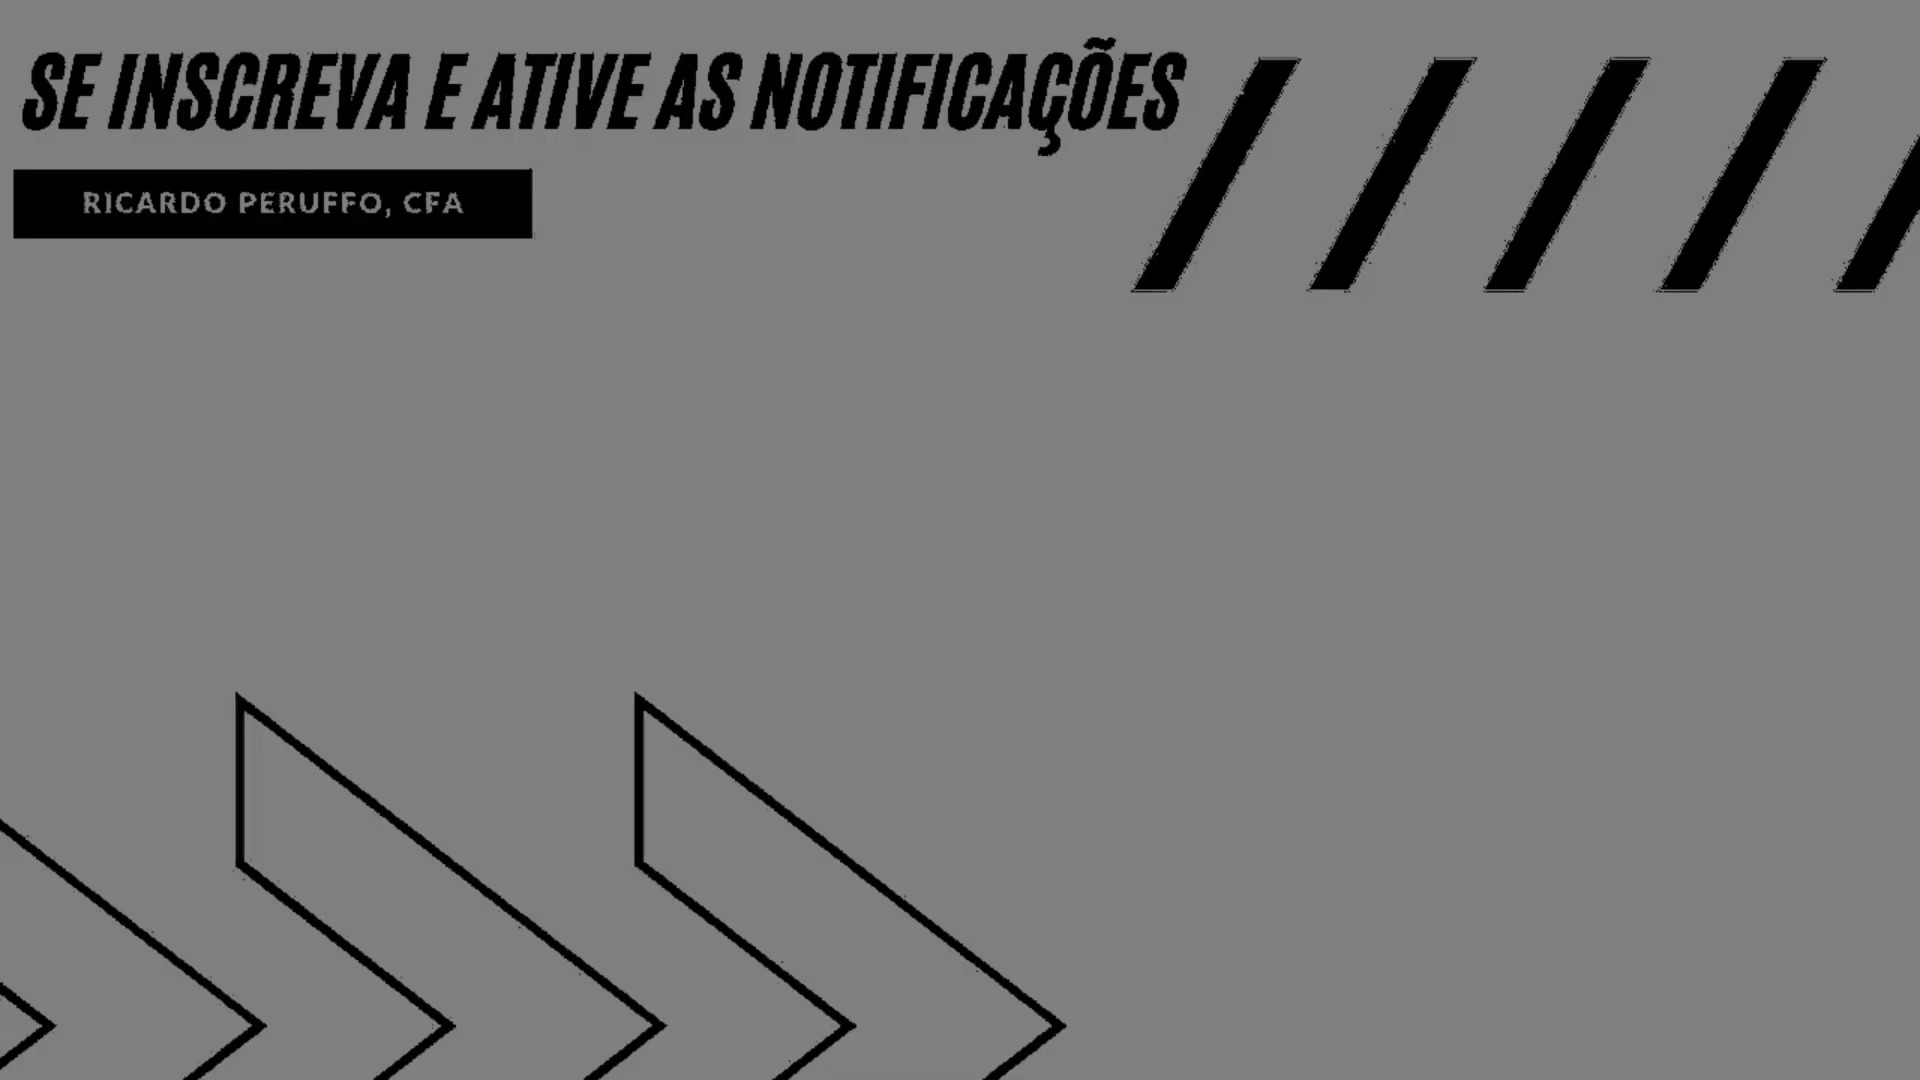 SE INSCREVA E ATIVE AS NOTIFICAÇÕES
RICARDO PERUFFO, CFA